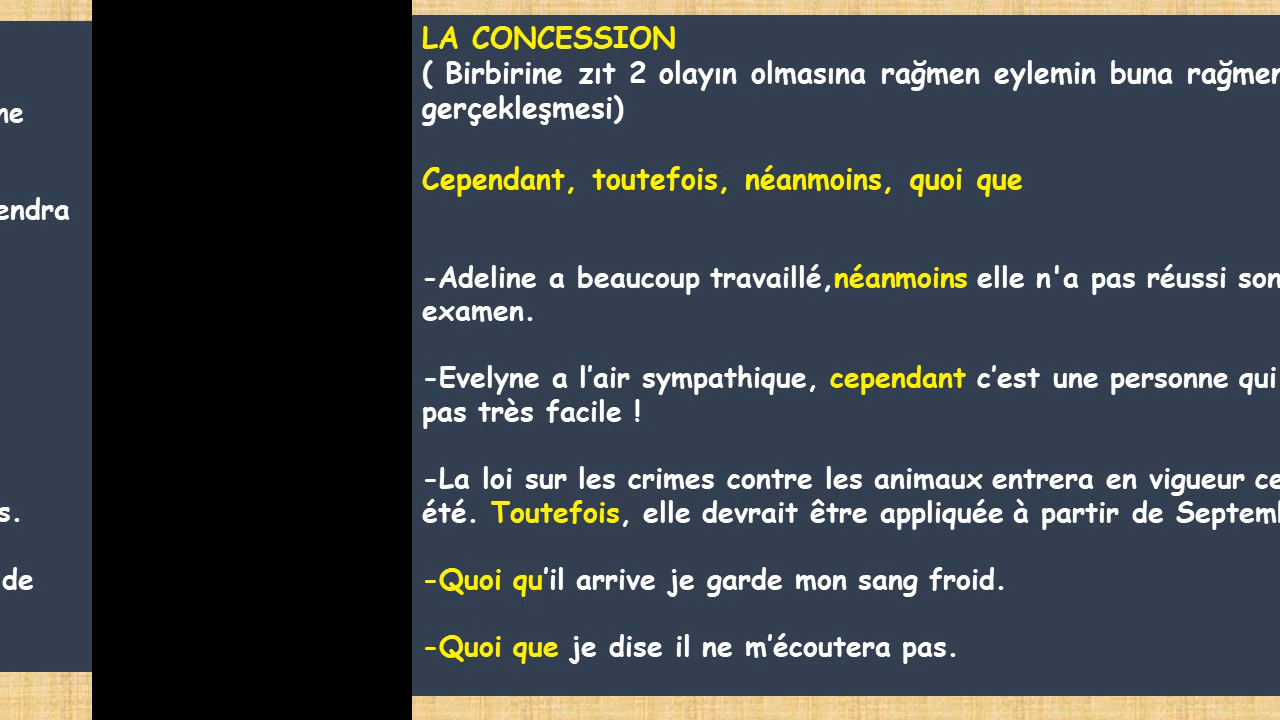 endra
s.
de
LA CONCESSION
( Birbirine zıt 2 olayın olmasına rağmen eylemin buna rağmen
gerçekleşmesi)
Cependant, toutefois, néanmoins, quoi que
-Adeline a beaucoup travaillé,néanmoins elle n'a pas réussi son
examen.
-Evelyne a l’air sympathique, cependant c’est une personne qui
pas très facile !
-La loi sur les crimes contre les animaux entrera en vigueur ce
été. Toutefois, elle devrait être appliquée à partir de Septem
-Quoi qu’il arrive je garde mon sang froid.
-Quoi que je dise il ne m’écoutera pas.